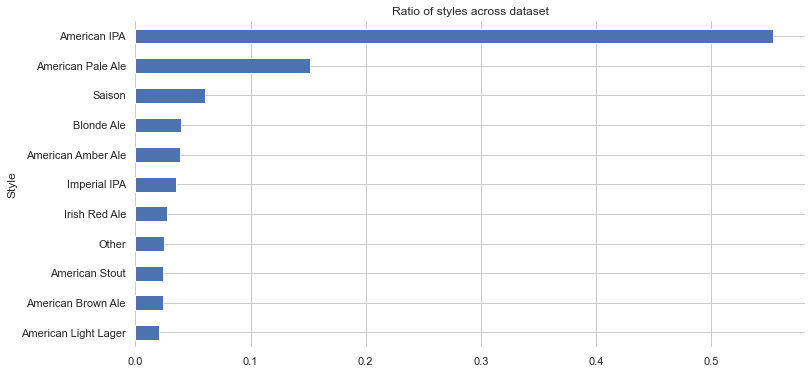 Ratio of styles across dataset
Style
American IPA
American Pale Ale
Saison
Blonde Ale
American Amber Ale
Imperial IPA
Irish Red Ale
Other
American Stout
American Brown Ale
American Light Lager
0.0 0.1 0.2 0.3 0.4 0.5